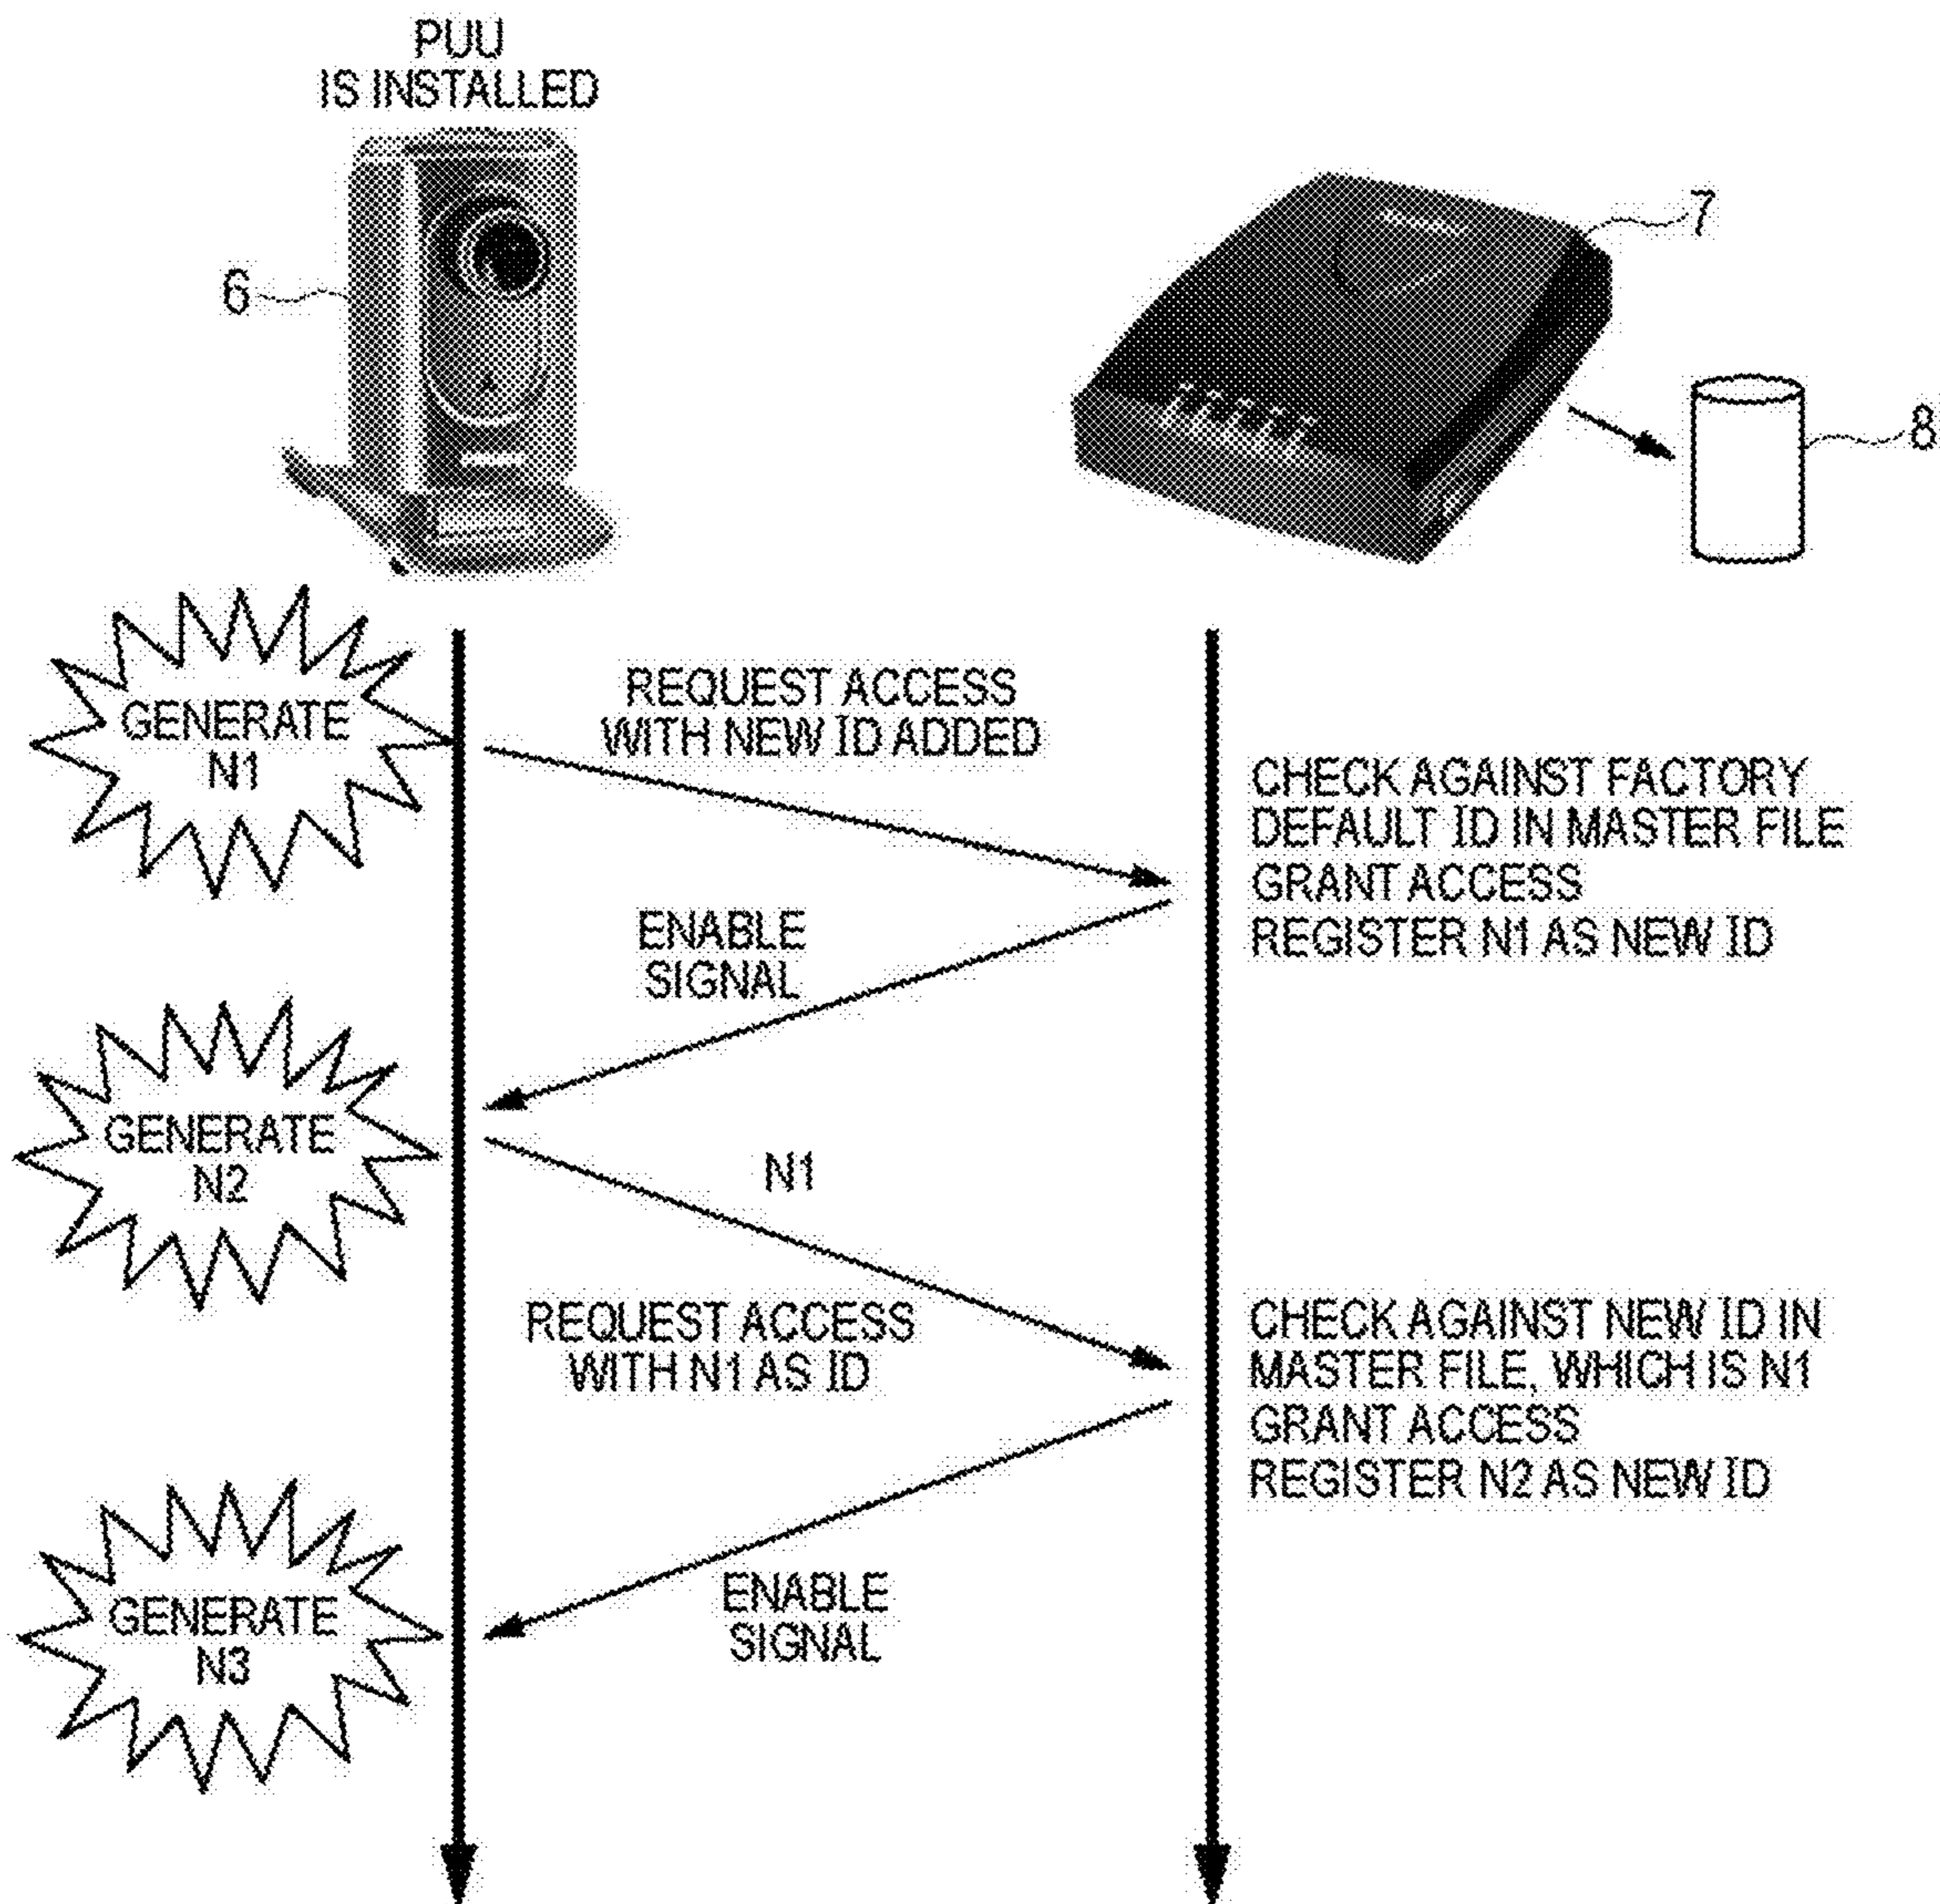 PUU
IS INSTALLED
6
7
8
GENERATE
N1
REQUEST ACCESS
WITH NEW ID ADDED
CHECK AGAINST FACTORY
DEFAULT ID IN MASTER FILE
GRANT ACCESS
REGISTER N1 AS NEW ID
ENABLE
SIGNAL
GENERATE
N2
N1
REQUEST ACCESS
WITH N1 AS ID
CHECK AGAINST NEW ID IN
MASTER FILE, WHICH IS N1
GRANT ACCESS
REGISTER N2 AS NEW ID
GENERATE
N3
ENABLE
SIGNAL